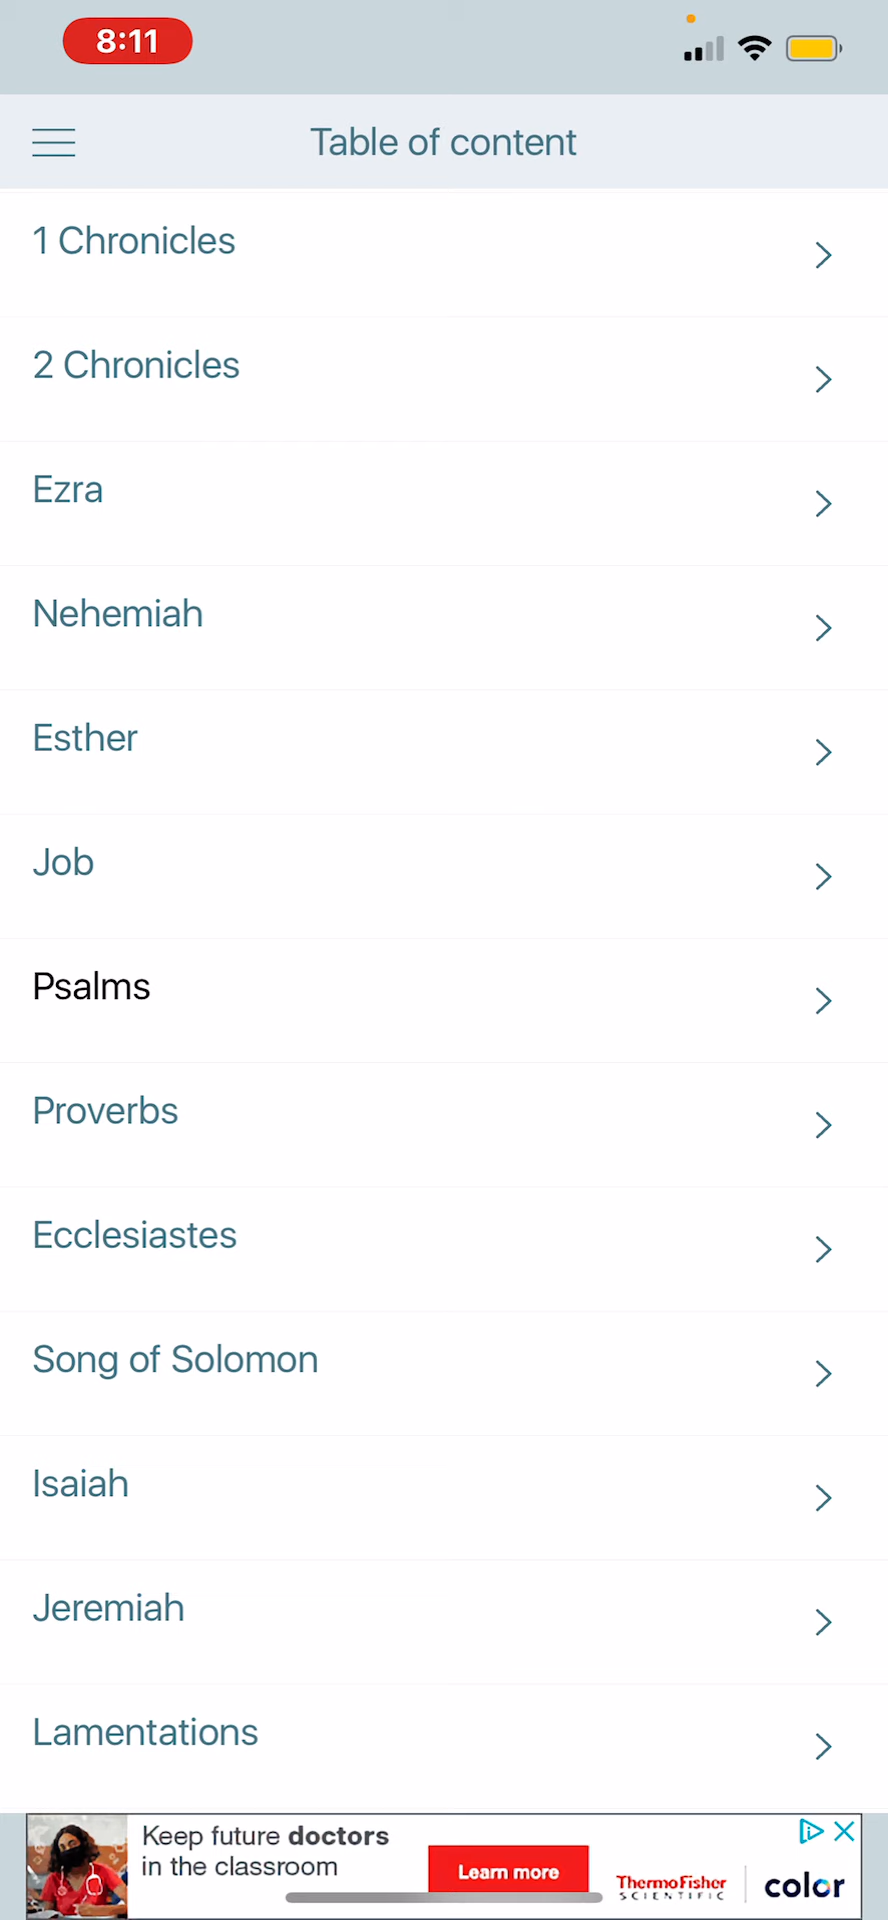 8:11
Table of content
1 Chronicles
2 Chronicles
Ezra
Nehemiah
Esther
Job
Psalms
Proverbs
Ecclesiastes
Song of Solomon
Isaiah
Jeremiah
Lamentations
Keep future doctors
in the classroom
Learn more
ThermoFisher
SCIENTIFIC
color